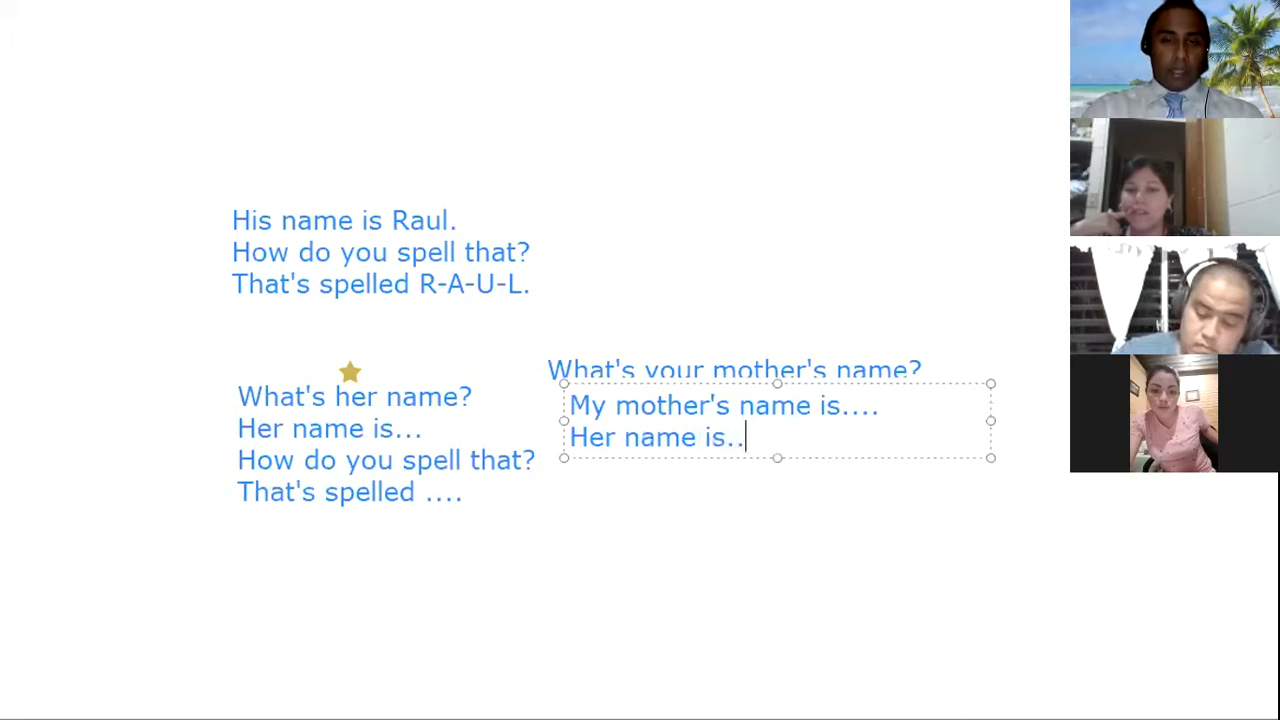 His name is Raul.
How do you spell that?
That's spelled R-A-U-L.
What's her name?
Her name is...
How do you spell that?
That's spelled ....
What's your mother's name?
My mother's name is....
Her name is..